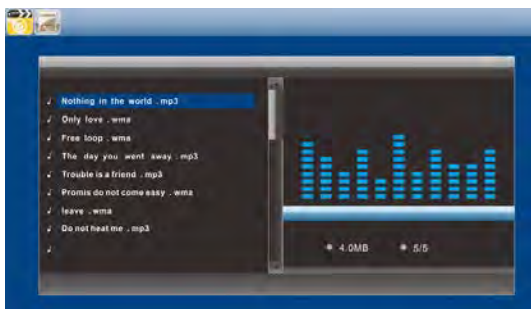 Nothing in the world . mp3
Only love . wma
Free loop . wma
The day you went away . mp3
Trouble is a friend . mp3
Promis do not come easy . wma
leave . wma
Do not heat me . mp3
4.0MB
5/5